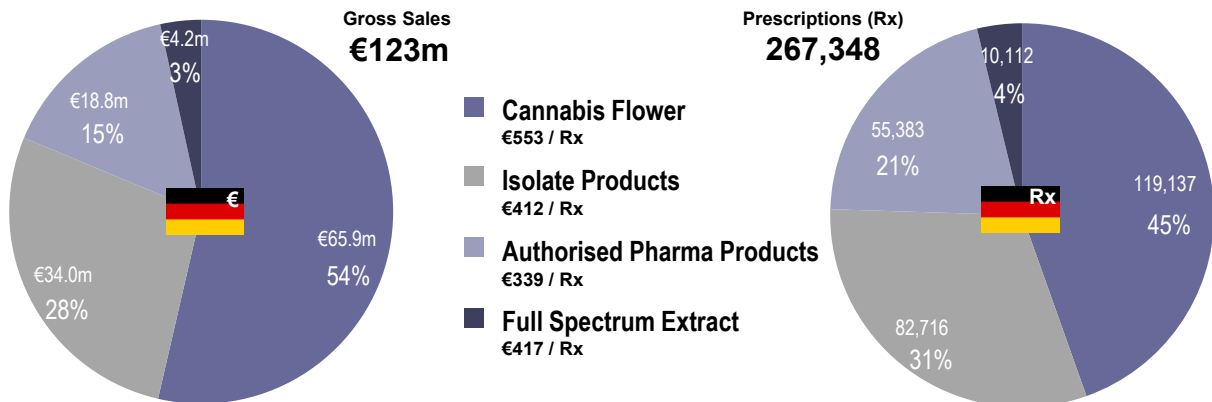 Gross Sales
€123m
€4.2m
3%
€18.8m
15%
€
€65.9m
54%
€34.0m
28%
Cannabis Flower
€553 / Rx
Isolate Products
€412 / Rx
Authorised Pharma Products
€339 / Rx
Full Spectrum Extract
€417 / Rx
Prescriptions (Rx)
267,348
10,112
4%
55,383
21%
Rx
119,137
45%
82,716
31%